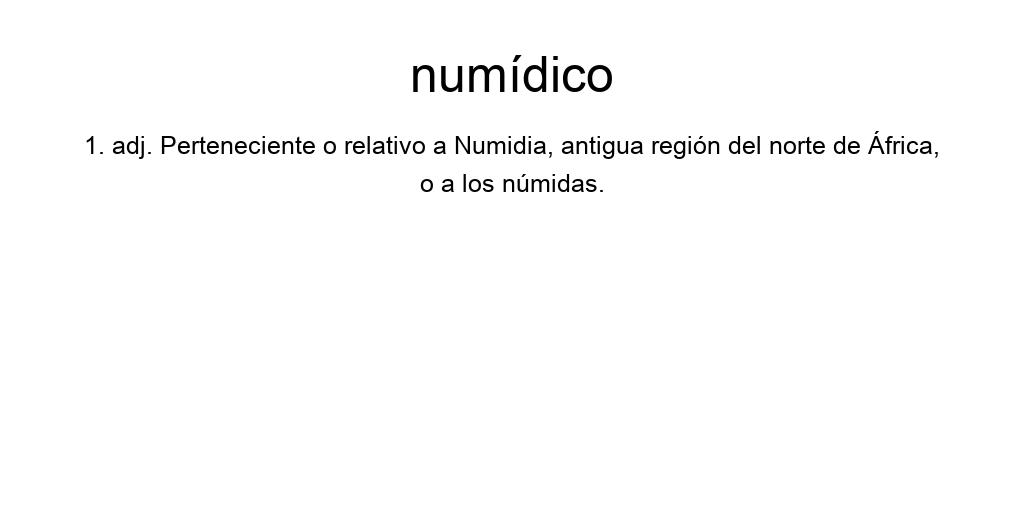 numídico
1. adj. Perteneciente o relativo a Numidia, antigua región del norte de África,
o a los númidas.